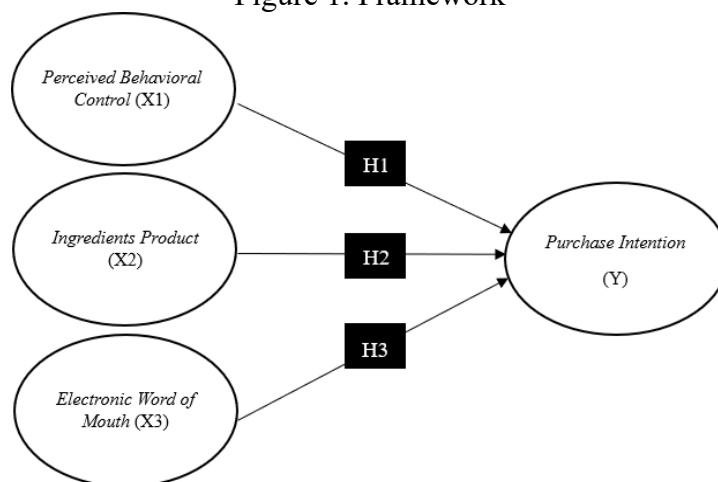 Figure 1. Framework
Perceived Behavioral
Control (X1)
H1
Ingredients Product
(X2)
H2
Purchase Intention
(Y)
H3
Electronic Word of
Mouth (X3)